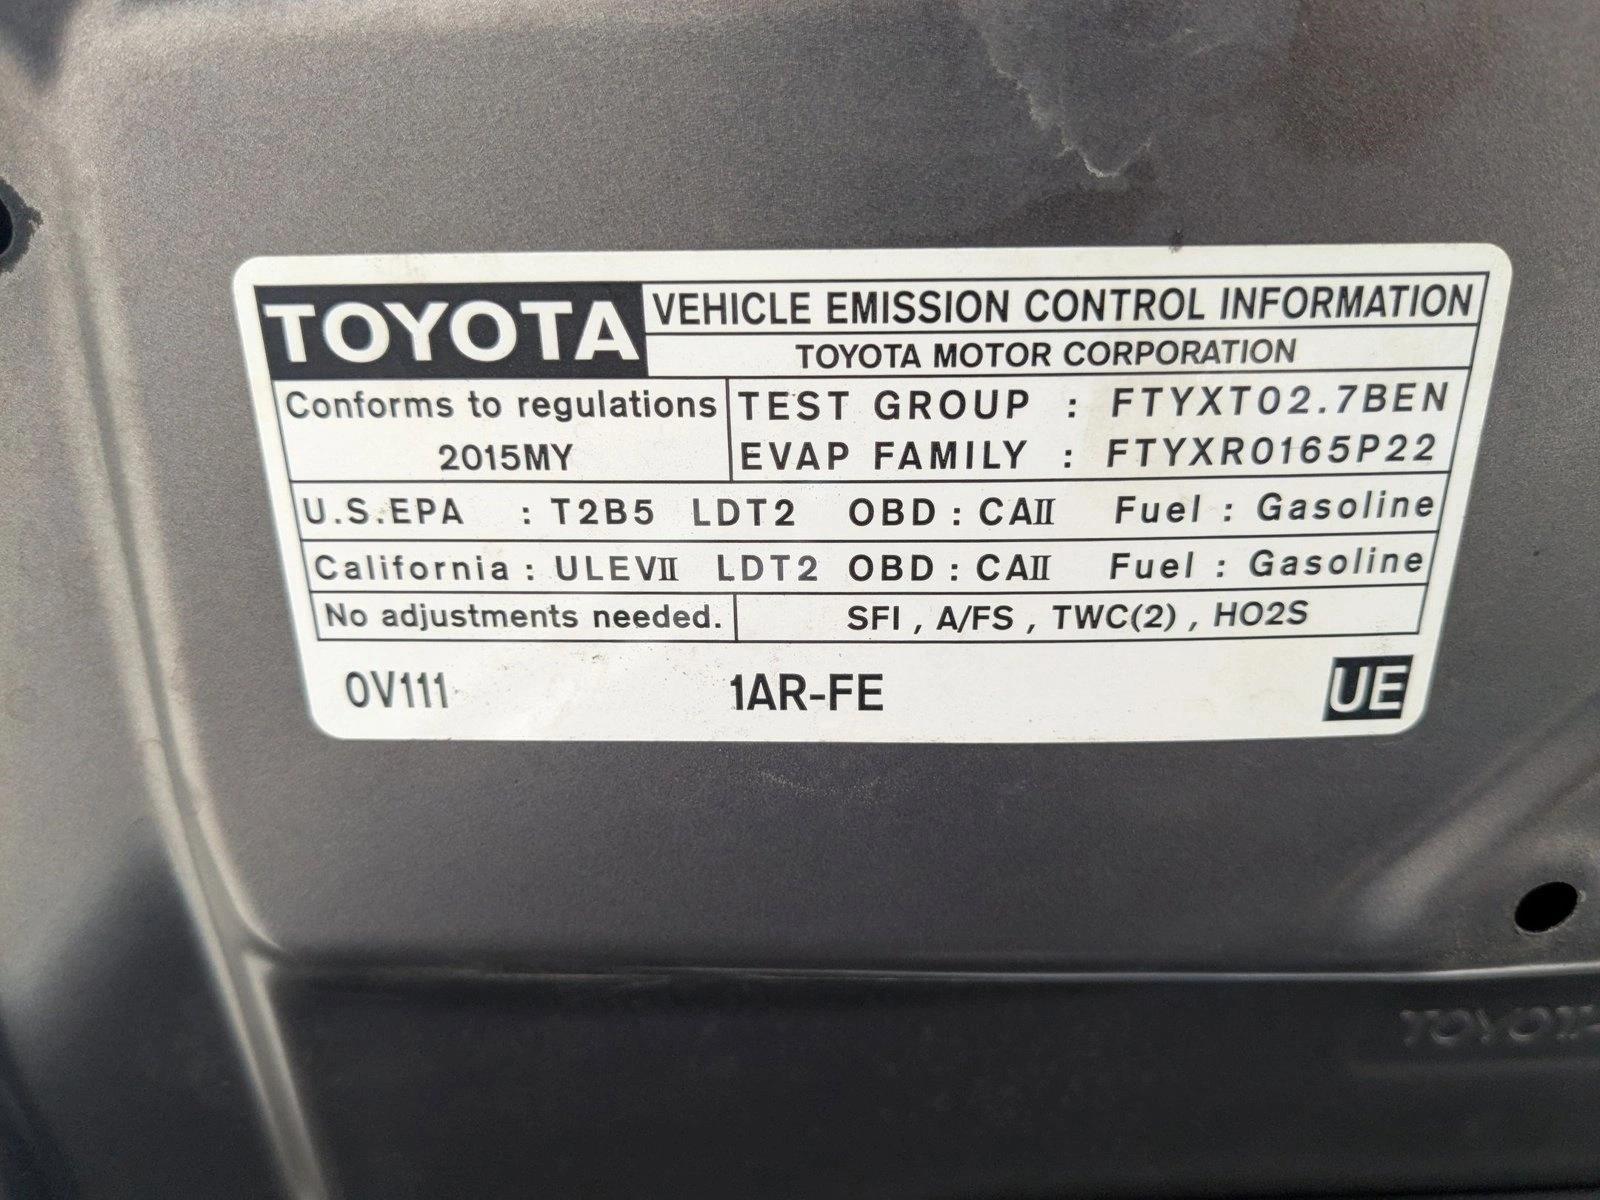 TOYOTA VEHICLE EMISSION CONTROL INFORMATION
TOYOTA MOTOR CORPORATION
Conforms to regulations
2015MY
TEST GROUP : FTYXT02.7BEN
EVAP FAMILY : FTYXR0165P22
U.S.EPA : T2B5 LDT2 OBD : CAII Fuel : Gasoline
California : ULEVII LDT2 OBD : CAII Fuel : Gasoline
No adjustments needed. SFI , A/FS , TWC(2) , HO2S
0V111 1AR-FE UE
TOYOT